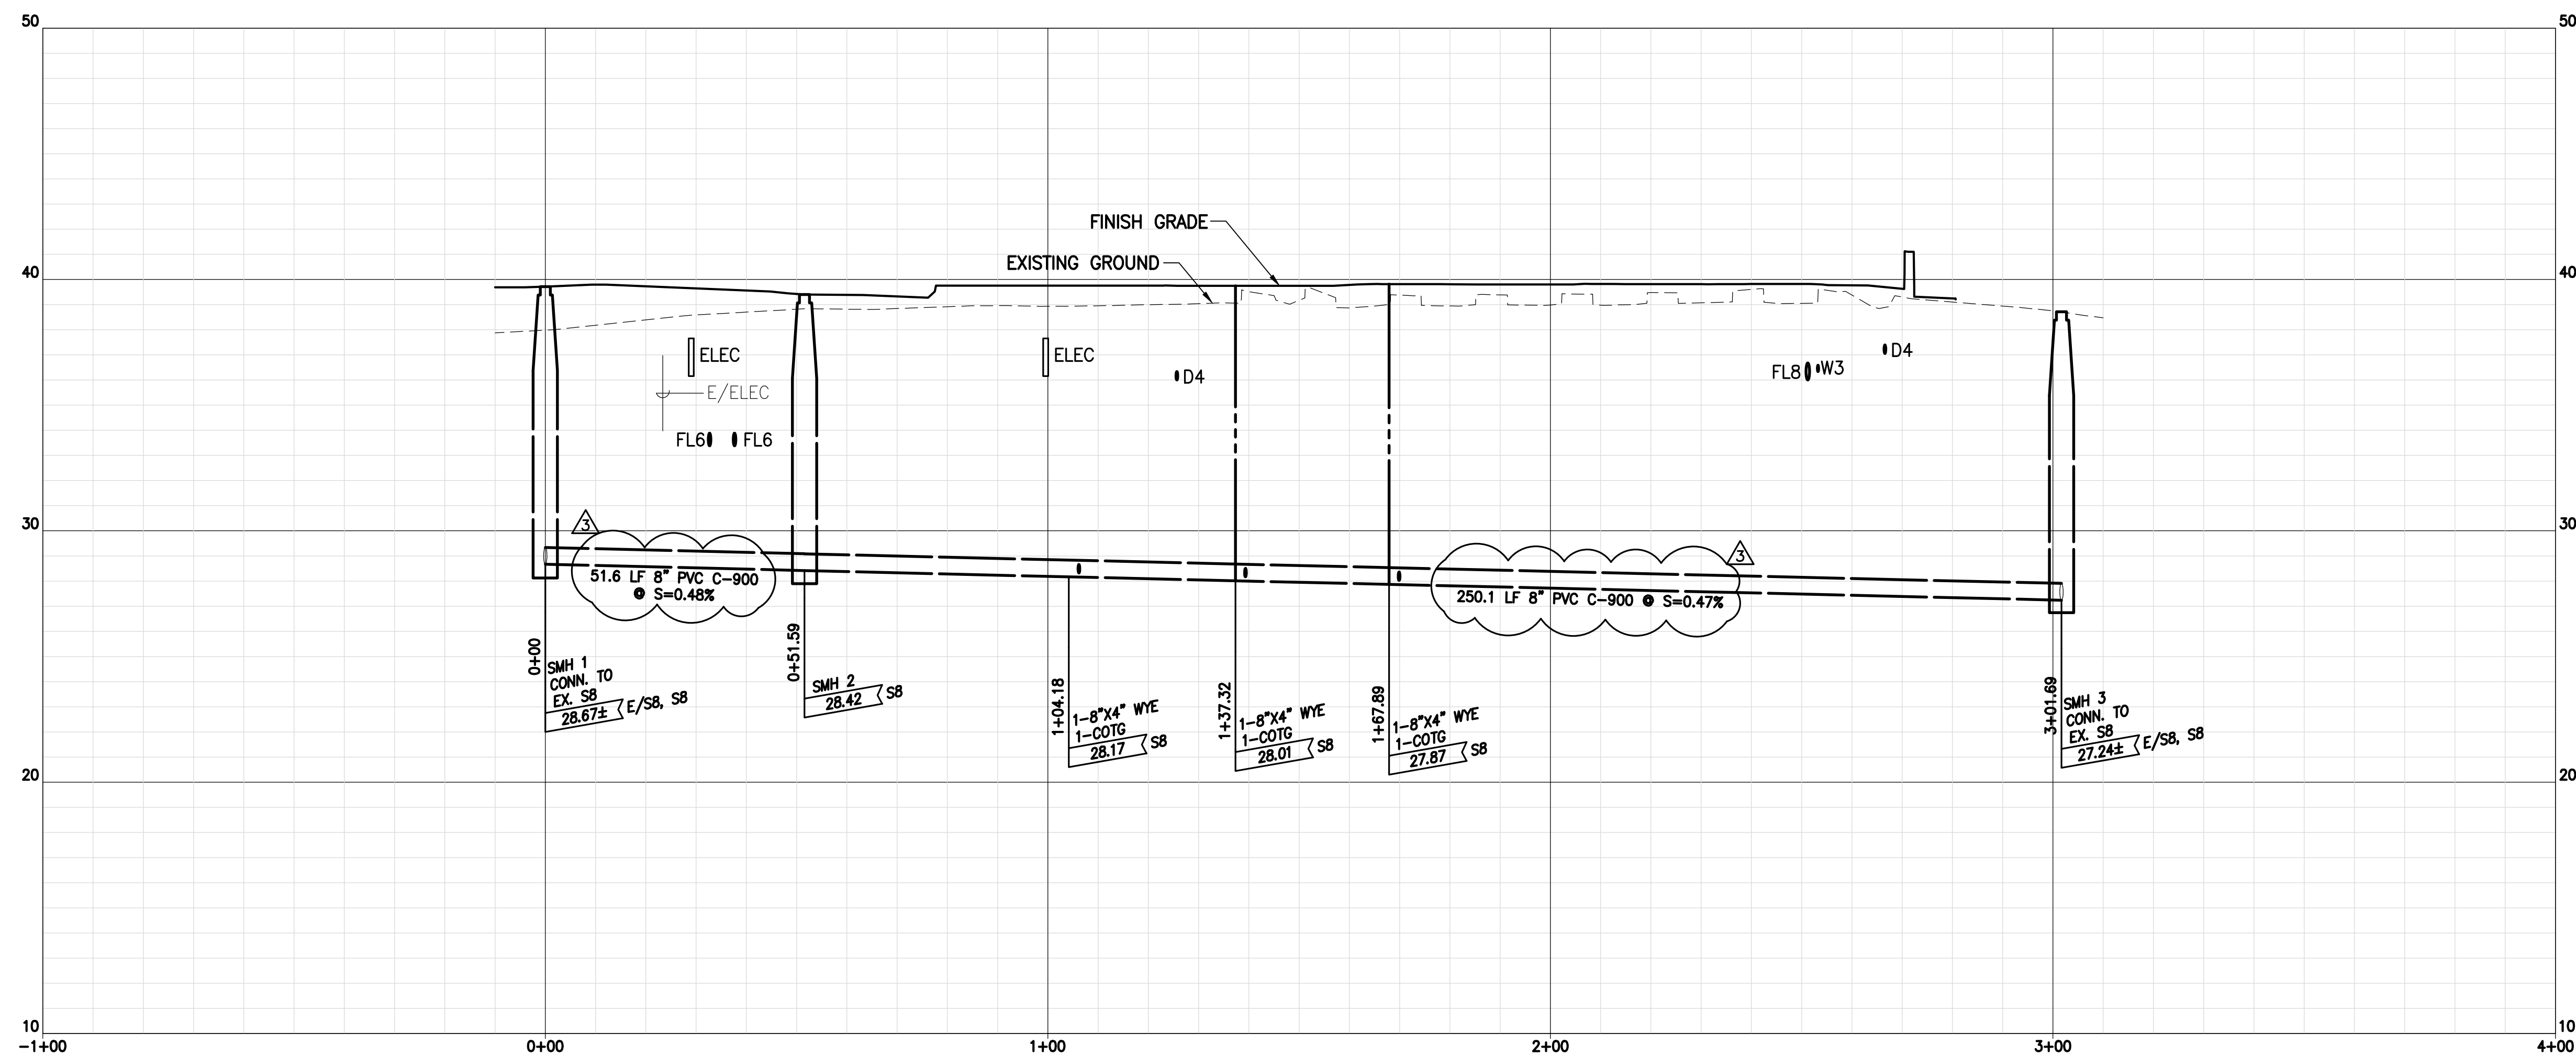 50
50
FINISH GRADE
EXISTING GROUND
40
40
ELEC
ELEC
D4
D4
FL8
W3
E/ELEC
FL6
FL6
30
30
3
3
51.6 LF 8" PVC C-900
@ S=0.48%
250.1 LF 8" PVC C-900 @ S=0.47%
0+00
SMH 1
CONN. TO
EX. S8
28.67±
E/S8, S8
0+51.59
SMH 2
28.42
S8
1+04.18
1-8"X4" WYE
1-COTG
28.17
S8
1+37.32
1-8"X4" WYE
1-COTG
28.01
S8
1+67.89
1-8"X4" WYE
1-COTG
27.87
S8
3+01.69
SMH 3
CONN. TO
EX. S8
27.24±
E/S8, S8
20
20
10
10
-1+00
0+00
1+00
2+00
3+00
4+00